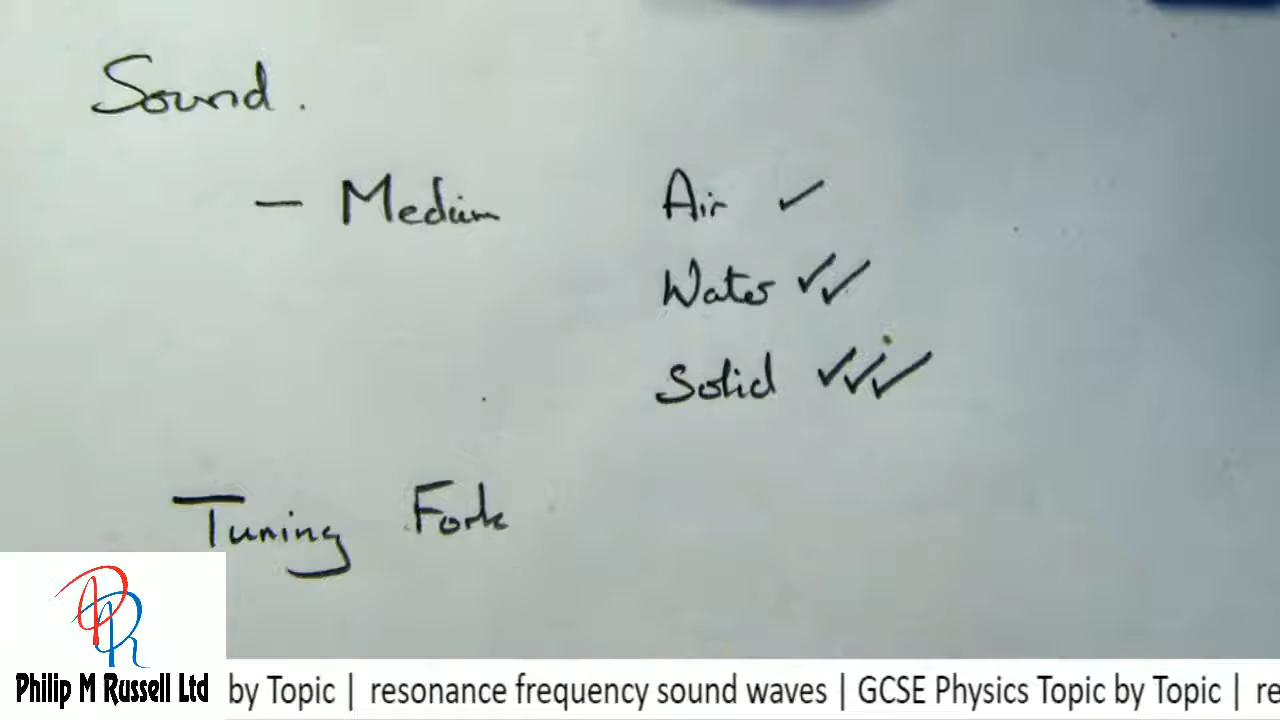 Sound.
- Medium Air ✓
Water ✓✓
Solid ✓✓✓
Tuning Fork
PR
Philip M Russell Ltd
by Topic | resonance frequency sound waves | GCSE Physics Topic by Topic | re